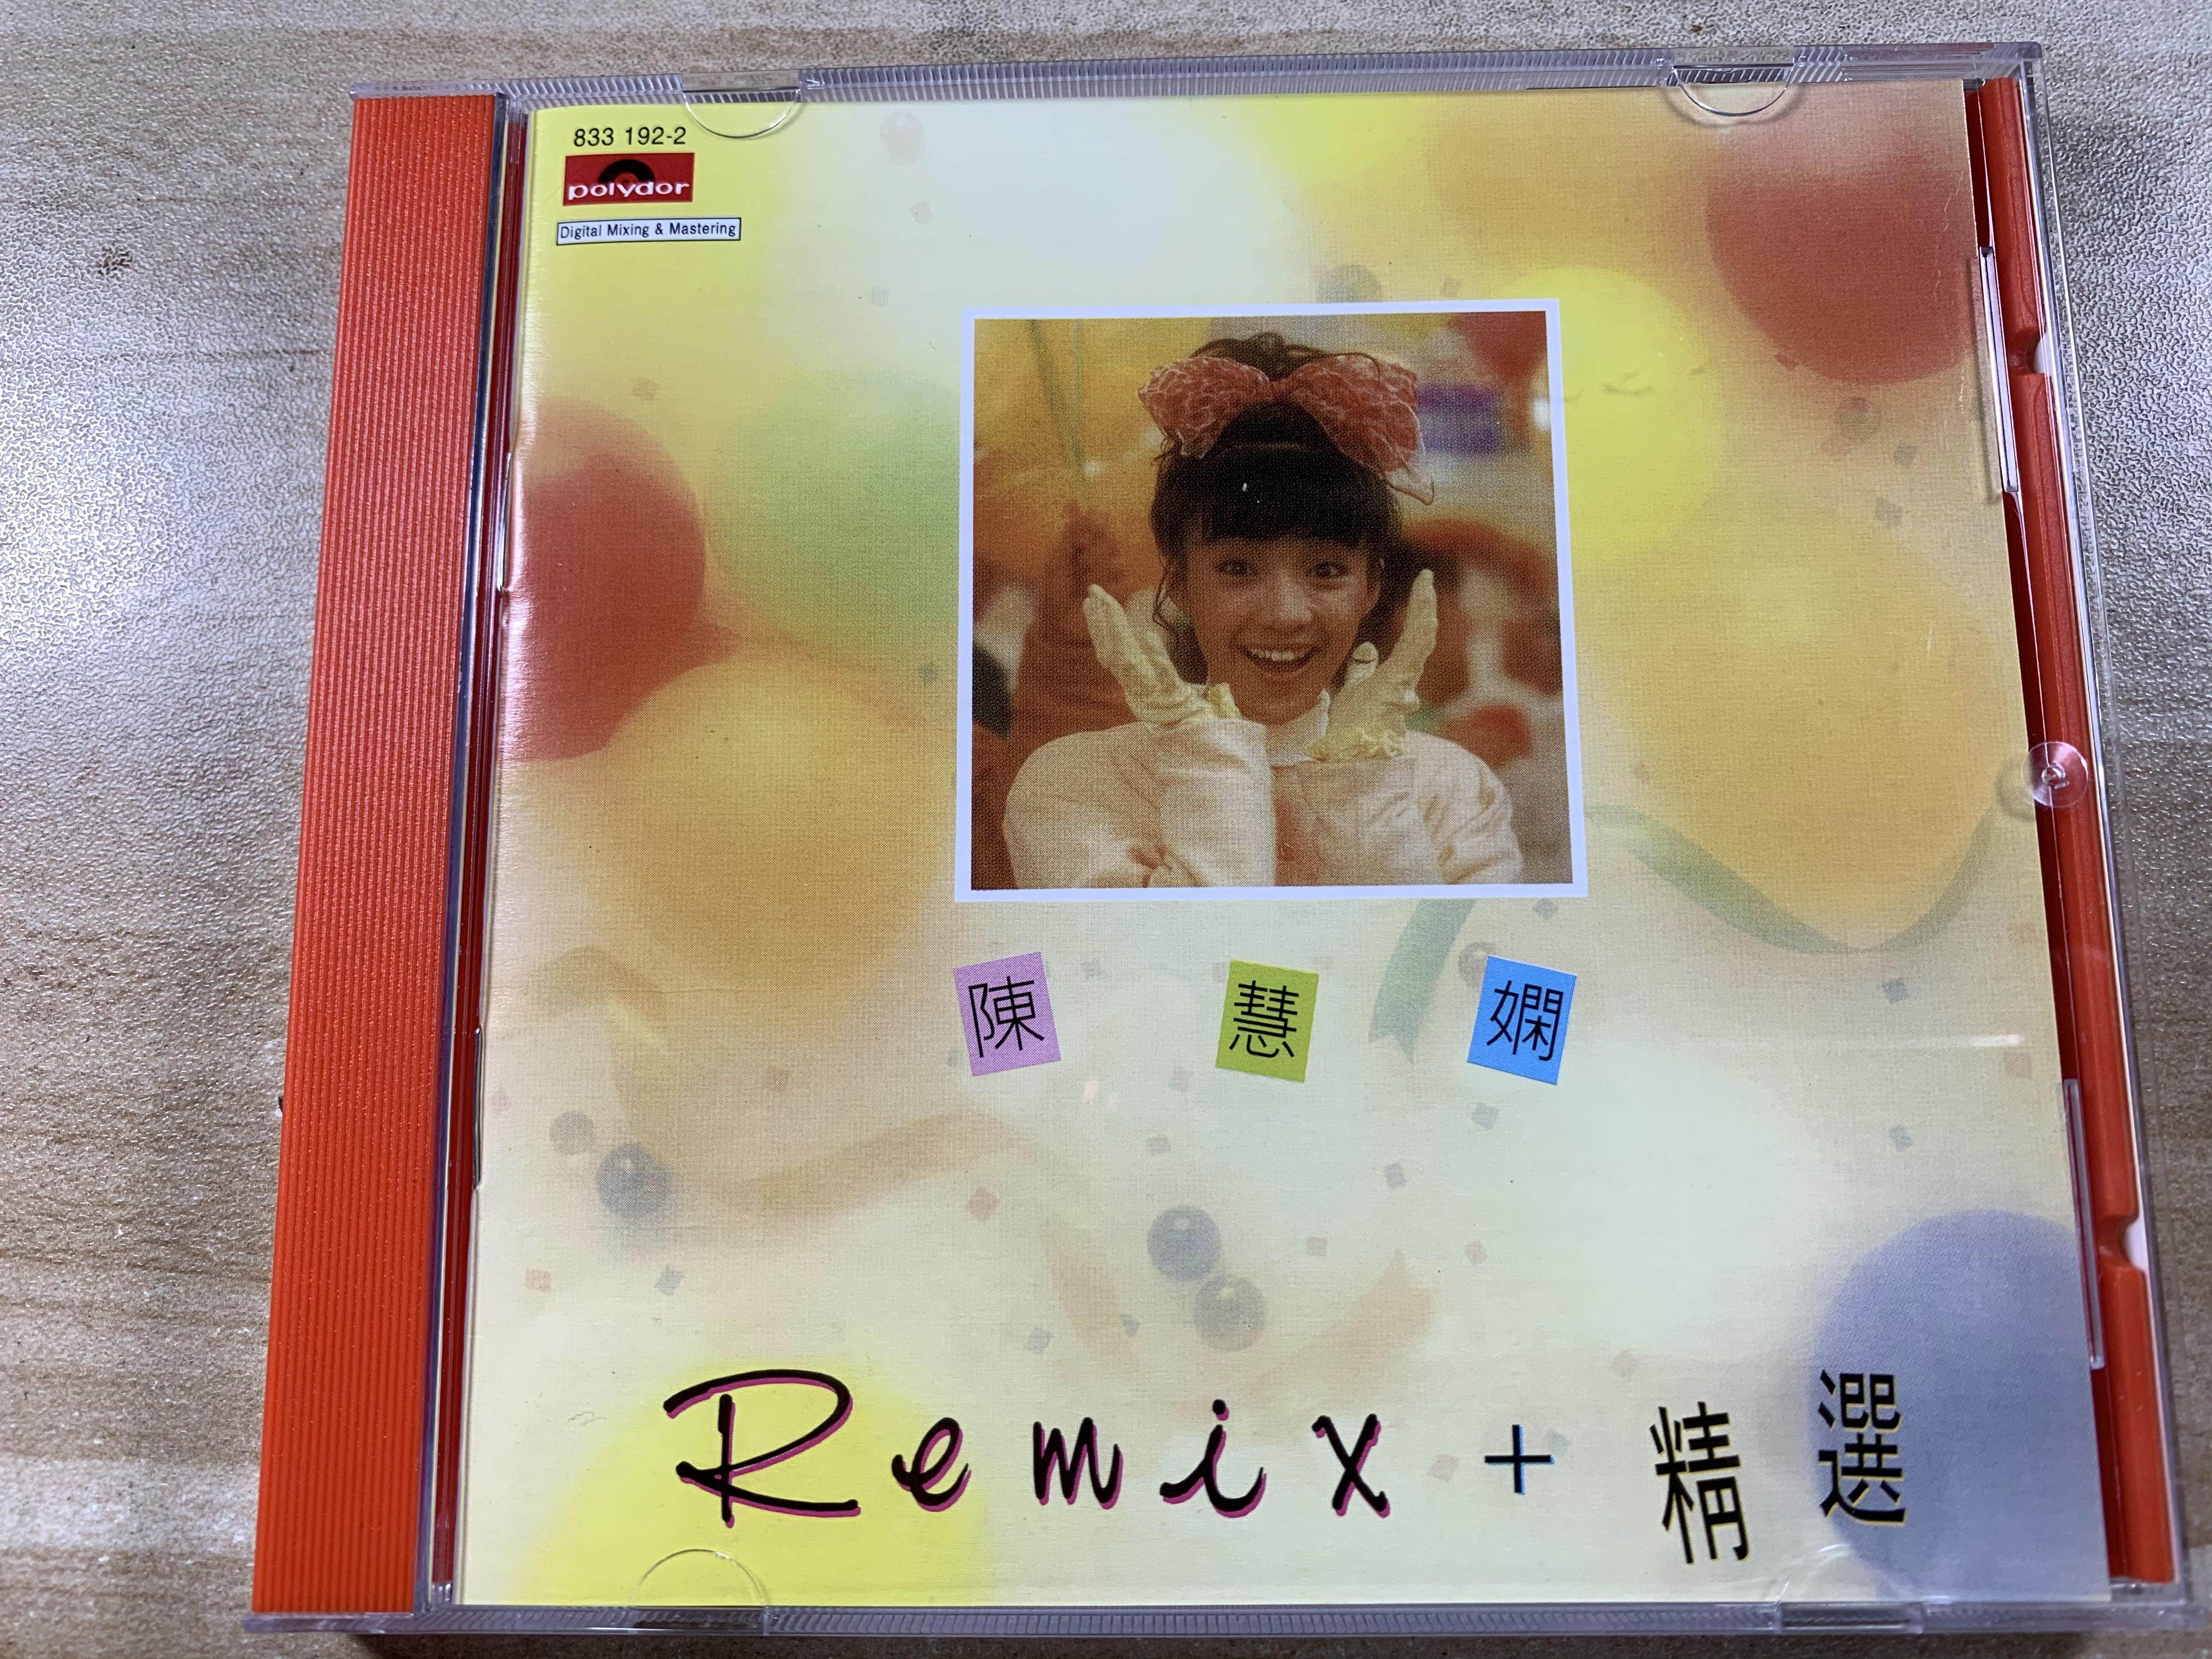 833 192-2
polydor
Digital Mixing & Mastering
陳 慧 嫻
Remix + 精選